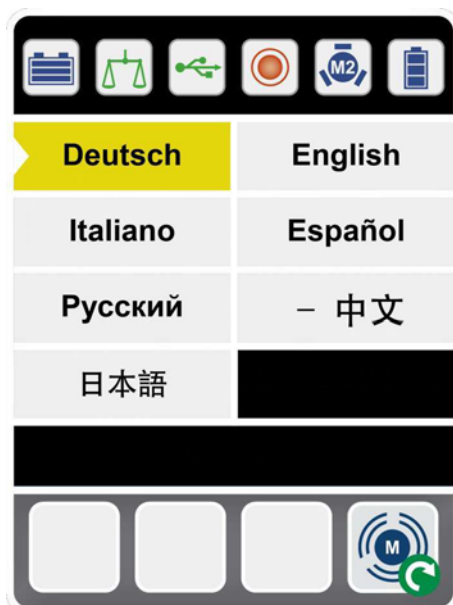 M2
Deutsch English
Italiano Español
Русский – 中文
日本語
M